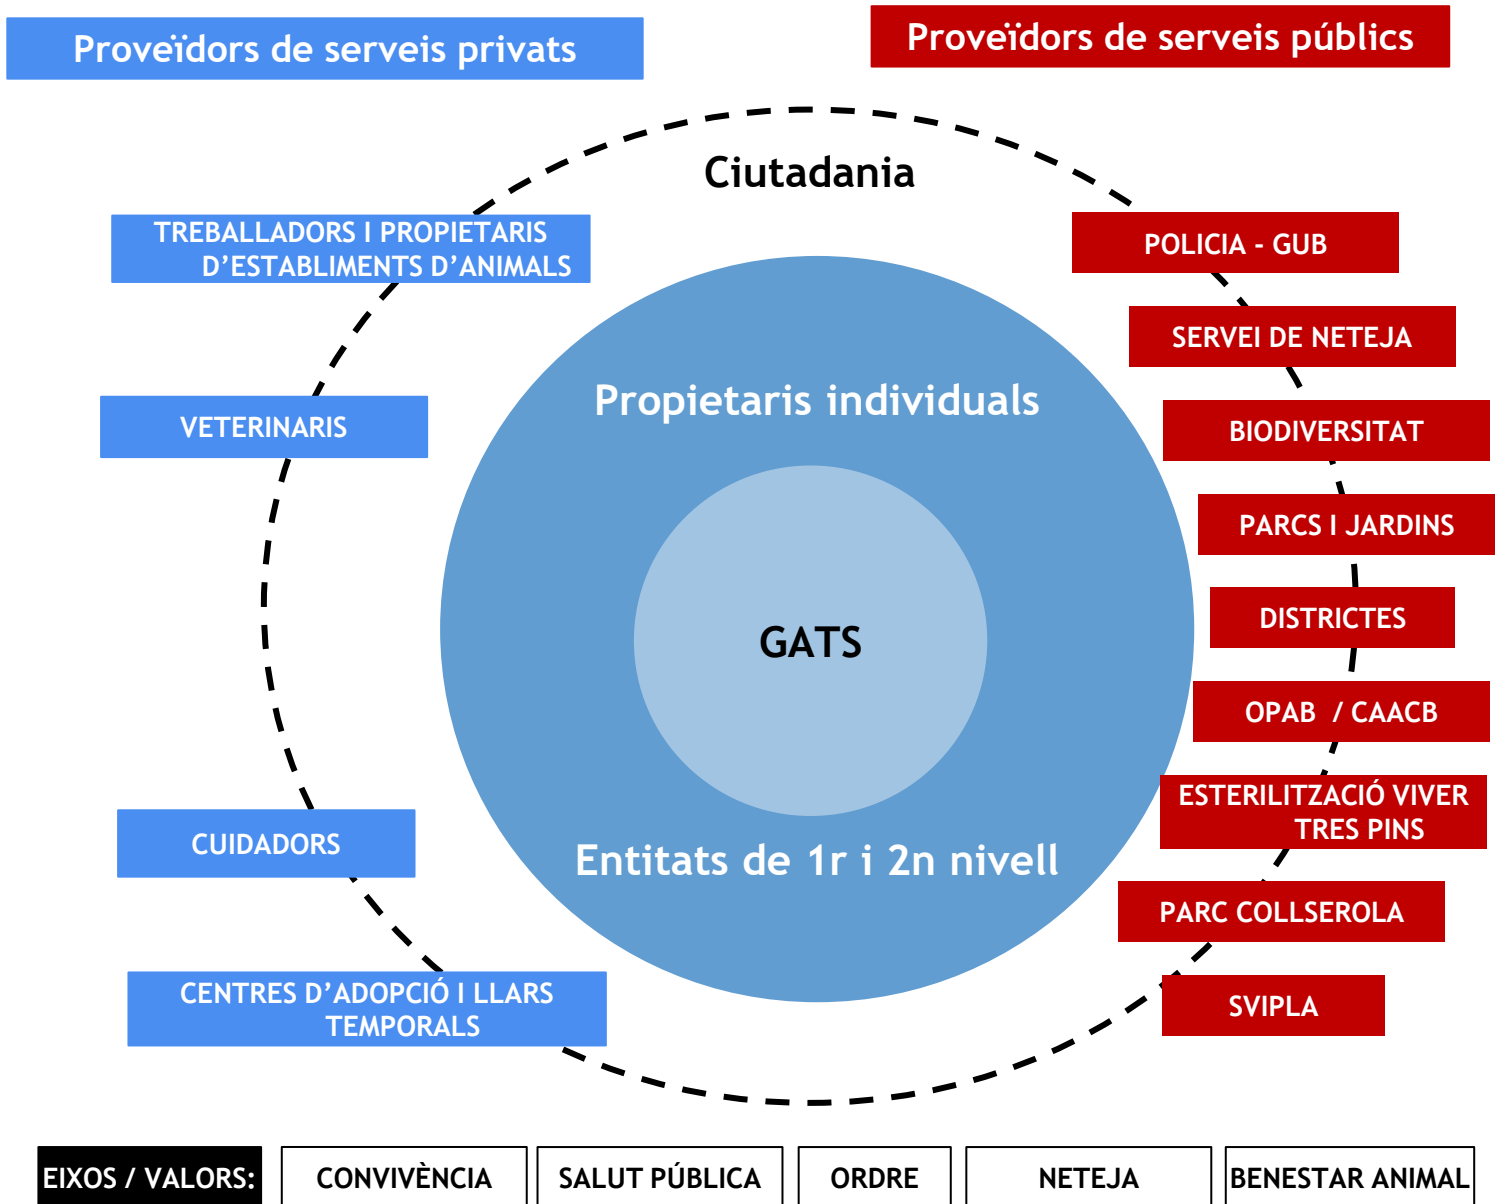 Proveïdors de serveis privats
Proveïdors de serveis públics
Ciutadania
TREBALLADORS I PROPIETARIS
D’ESTABLIMENTS D’ANIMALS
VETERINARIS
CUIDADORS
CENTRES D’ADOPCIÓ I LLARS
TEMPORALS
Propietaris individuals
GATS
Entitats de 1r i 2n nivell
POLICIA - GUB
SERVEI DE NETEJA
BIODIVERSITAT
PARCS I JARDINS
DISTRICTES
OPAB / CAACB
ESTERILITZACIÓ VIVER
TRES PINS
PARC COLLSEROLA
SVIPLA
EIXOS / VALORS:
CONVIVÈNCIA
SALUT PÚBLICA
ORDRE
NETEJA
BENESTAR ANIMAL